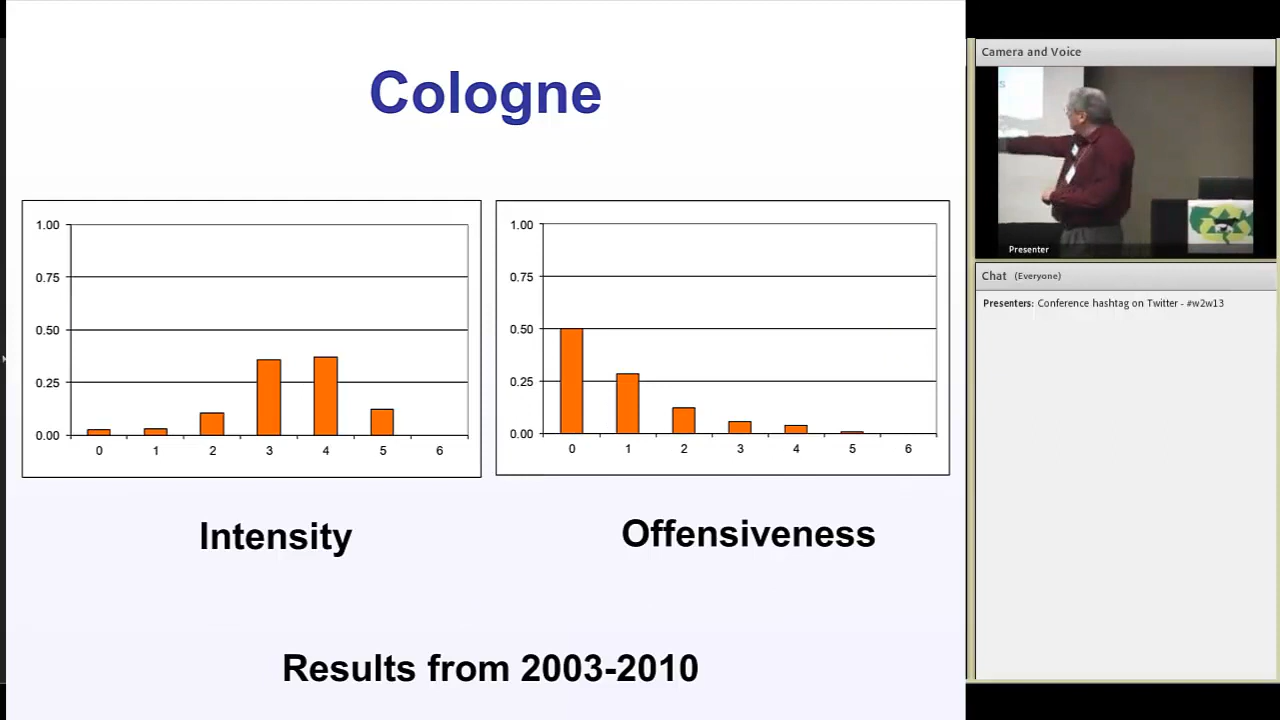 Cologne
1.00
0.75
0.50
0.25
0.00
0 1 2 3 4 5 6
Intensity
1.00
0.75
0.50
0.25
0.00
0 1 2 3 4 5 6
Offensiveness
Results from 2003-2010
Camera and Voice
Presenter
Chat (Everyone)
Presenters: Conference hashtag on Twitter - #w2w13